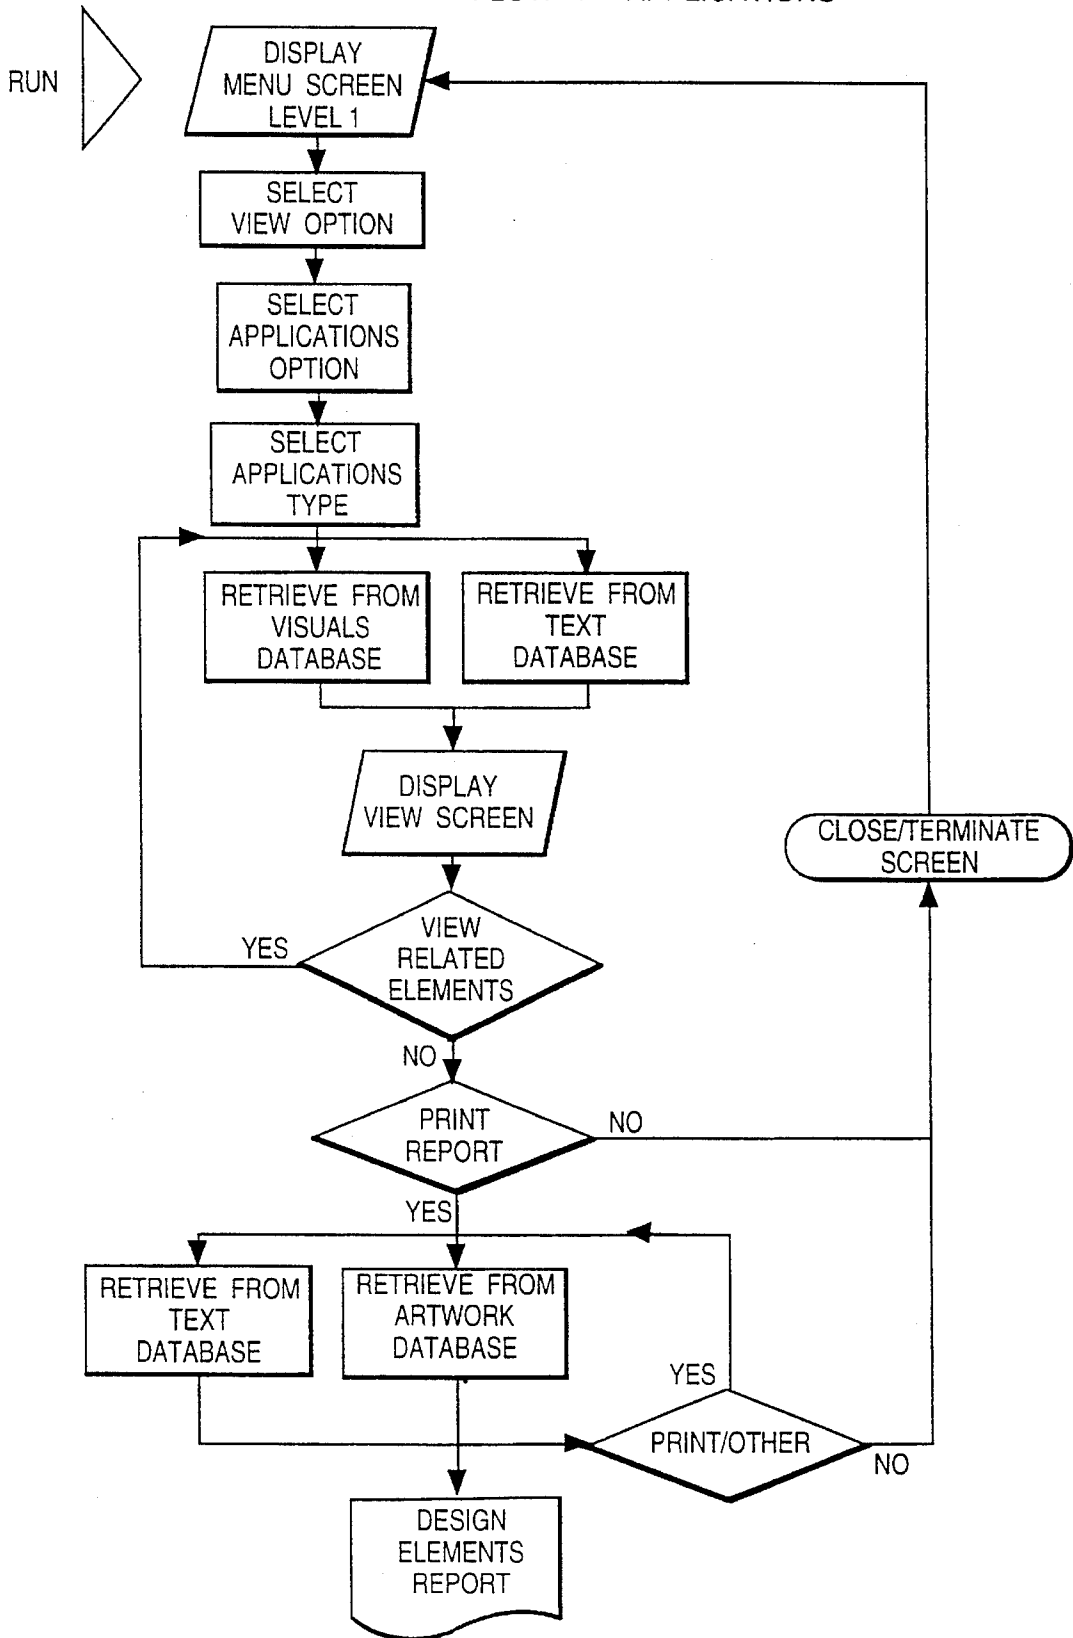 APPLICATIONS
RUN
DISPLAY
MENU SCREEN
LEVEL 1
SELECT
VIEW OPTION
SELECT
APPLICATIONS
OPTION
SELECT
APPLICATIONS
TYPE
RETRIEVE FROM
VISUALS
DATABASE
RETRIEVE FROM
TEXT
DATABASE
DISPLAY
VIEW SCREEN
CLOSE/TERMINATE
SCREEN
YES
VIEW
RELATED
ELEMENTS
NO
PRINT
REPORT
NO
YES
RETRIEVE FROM
TEXT
DATABASE
RETRIEVE FROM
ARTWORK
DATABASE
YES
PRINT/OTHER
NO
DESIGN
ELEMENTS
REPORT